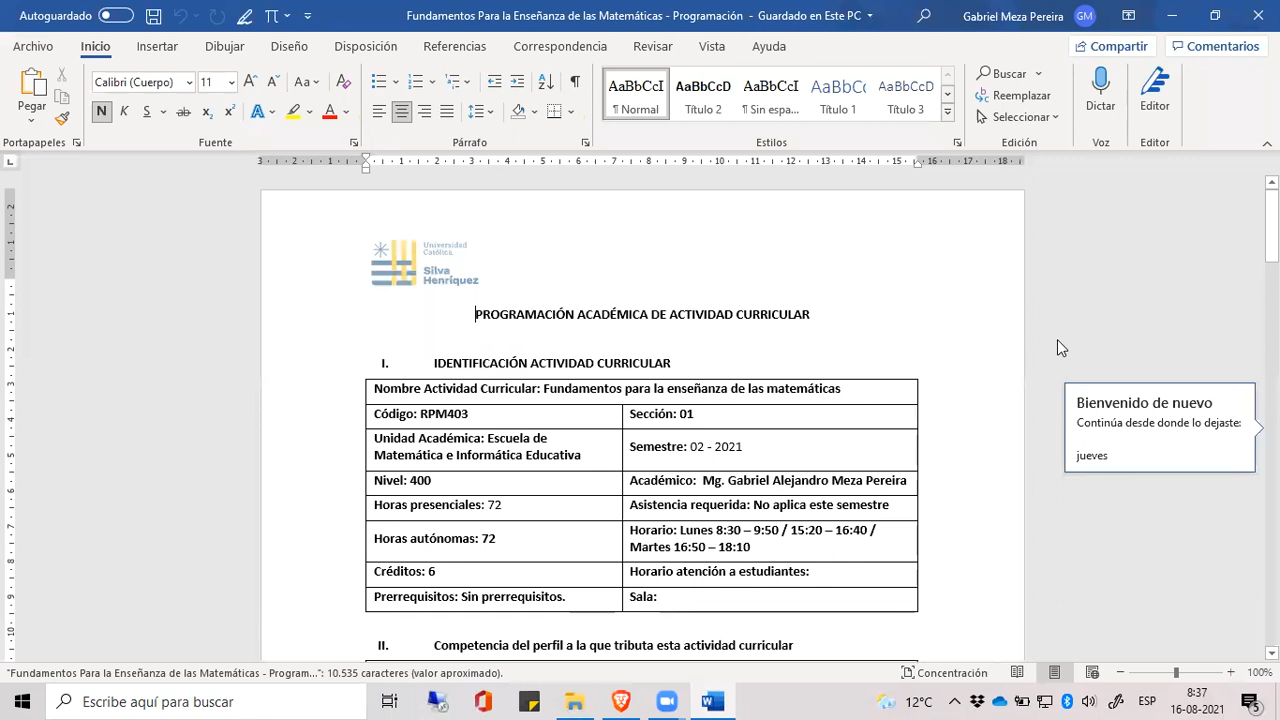 Autoguardado
Fundamentos Para la Enseñanza de las Matemáticas - Programación - Guardado en Este PC
Gabriel Meza Pereira
GM
Archivo Inicio Insertar Dibujar Diseño Disposición Referencias Correspondencia Revisar Vista Ayuda
Compartir Comentarios
Pegar
Calibri (Cuerpo) 11
AaBbCcI AaBbCcD AaBbCcI AaBbCc AaBbCcD
¶ Normal Título 2 ¶ Sin espa... Título 1 Título 3
Buscar
Reemplazar
Seleccionar
Dictar
Editor
Portapapeles Fuente Párrafo Estilos Edición Voz Editor
Universidad
Católica
Silva
Henríquez
PROGRAMACIÓN ACADÉMICA DE ACTIVIDAD CURRICULAR
I. IDENTIFICACIÓN ACTIVIDAD CURRICULAR
Nombre Actividad Curricular: Fundamentos para la enseñanza de las matemáticas
Código: RPM403
Sección: 01
Unidad Académica: Escuela de
Matemática e Informática Educativa
Semestre: 02 - 2021
Nivel: 400
Académico: Mg. Gabriel Alejandro Meza Pereira
Horas presenciales: 72
Asistencia requerida: No aplica este semestre
Horas autónomas: 72
Horario: Lunes 8:30 – 9:50 / 15:20 – 16:40 /
Martes 16:50 – 18:10
Créditos: 6
Horario atención a estudiantes:
Prerrequisitos: Sin prerrequisitos.
Sala:
II. Competencia del perfil a la que tributa esta actividad curricular
Bienvenido de nuevo
Continúa desde donde lo dejaste:
jueves
"Fundamentos Para la Enseñanza de las Matemáticas - Program...": 10.535 caracteres (valor aproximado).
Concentración
100%
Escribe aquí para buscar
12°C
ESP
8:37
16-08-2021
5